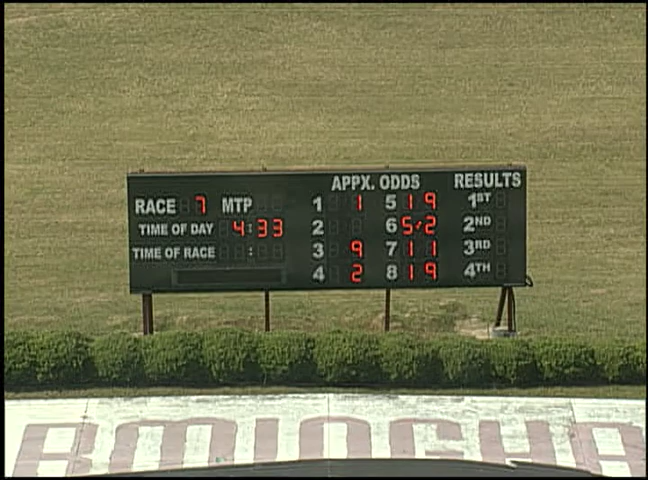 APPX. ODDS RESULTS
RACE 7 MTP 1 1 5 19 1ST
TIME OF DAY 4:33 2 6 5/2 2ND
TIME OF RACE : 3 9 7 11 3RD
4 2 8 19 4TH